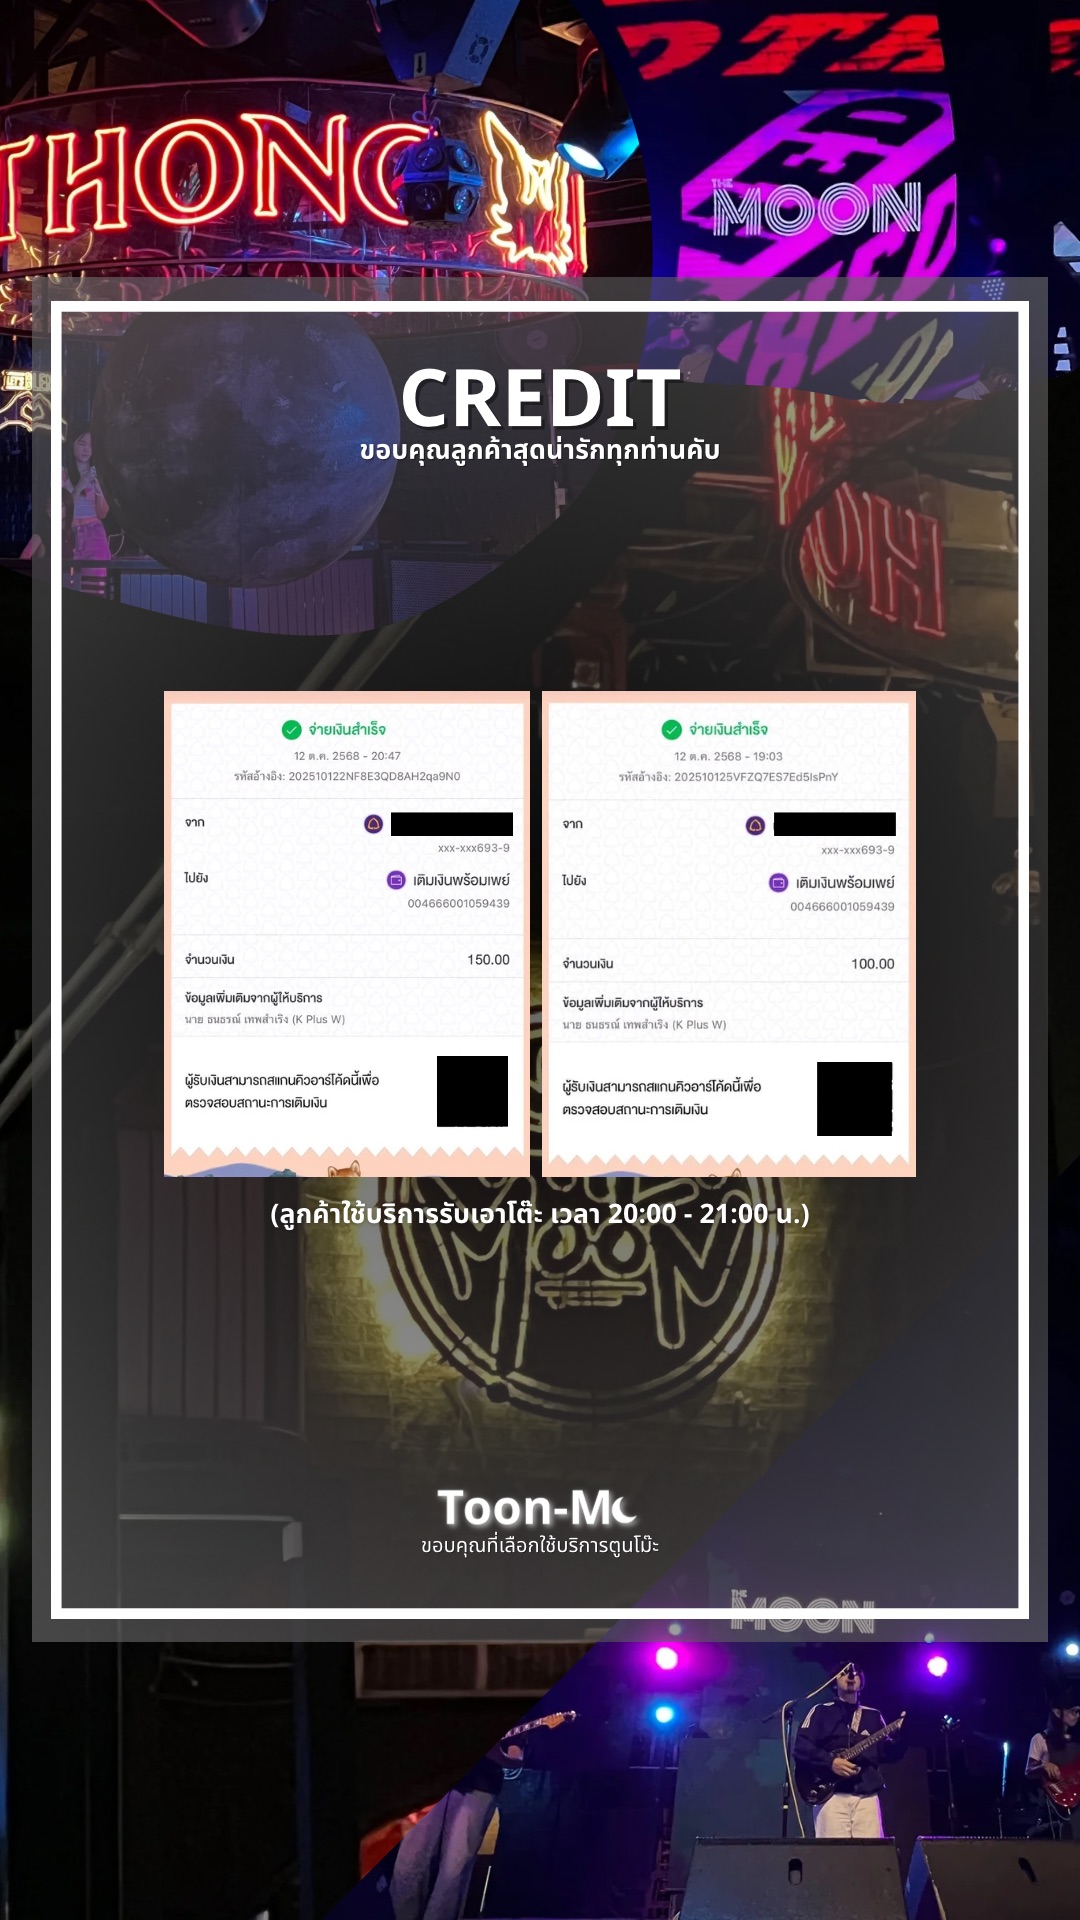 THONG
THE
MOON
CREDIT
ขอบคุณลูกค้าสุดน่ารักทุกท่านคับ
จ่ายเงินสำเร็จ
12 ต.ค. 2568 - 20:47
รหัสอ้างอิง: 202510122NF8E3QD8AH2qa9N0
จาก
xxx-xxx693-9
ไปยัง
เติมเงินพร้อมเพย์
004666001059439
จำนวนเงิน
150.00
ข้อมูลเพิ่มเติมจากผู้ให้บริการ
นาย ธนธรณ์ เทพสำเริง (K Plus W)
ผู้รับเงินสามารถสแกนคิวอาร์โค้ดนี้เพื่อ
ตรวจสอบสถานะการเติมเงิน
จ่ายเงินสำเร็จ
12 ต.ค. 2568 - 19:03
รหัสอ้างอิง: 202510125VFZQ7ES7Ed5IsPnY
จาก
xxx-xxx693-9
ไปยัง
เติมเงินพร้อมเพย์
004666001059439
จำนวนเงิน
100.00
ข้อมูลเพิ่มเติมจากผู้ให้บริการ
นาย ธนธรณ์ เทพสำเริง (K Plus W)
ผู้รับเงินสามารถสแกนคิวอาร์โค้ดนี้เพื่อ
ตรวจสอบสถานะการเติมเงิน
(ลูกค้าใช้บริการรับเอาโต๊ะ เวลา 20:00 - 21:00 น.)
MOON
Toon-M
ขอบคุณที่เลือกใช้บริการตูนโม๊ะ
THE
MOON